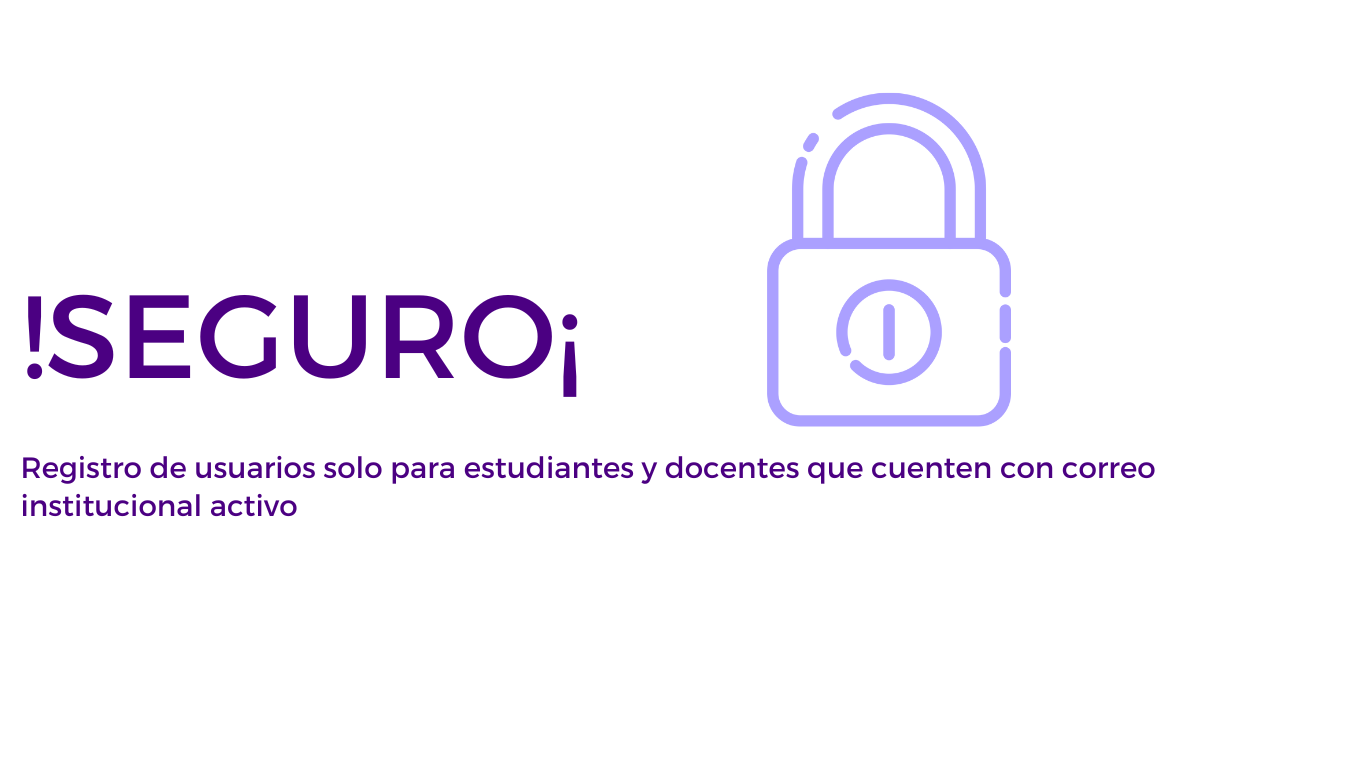 !SEGURO¡
Registro de usuarios solo para estudiantes y docentes que cuenten con correo
institucional activo